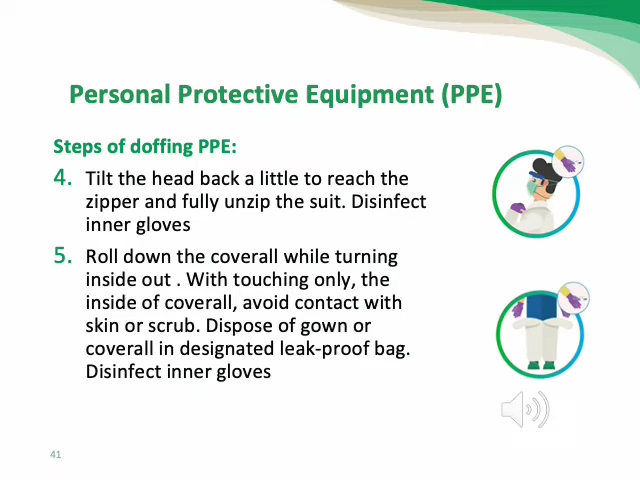 Personal Protective Equipment (PPE)
Steps of doffing PPE:
4. Tilt the head back a little to reach the
zipper and fully unzip the suit. Disinfect
inner gloves
5. Roll down the coverall while turning
inside out . With touching only, the
inside of coverall, avoid contact with
skin or scrub. Dispose of gown or
coverall in designated leak-proof bag.
Disinfect inner gloves
41